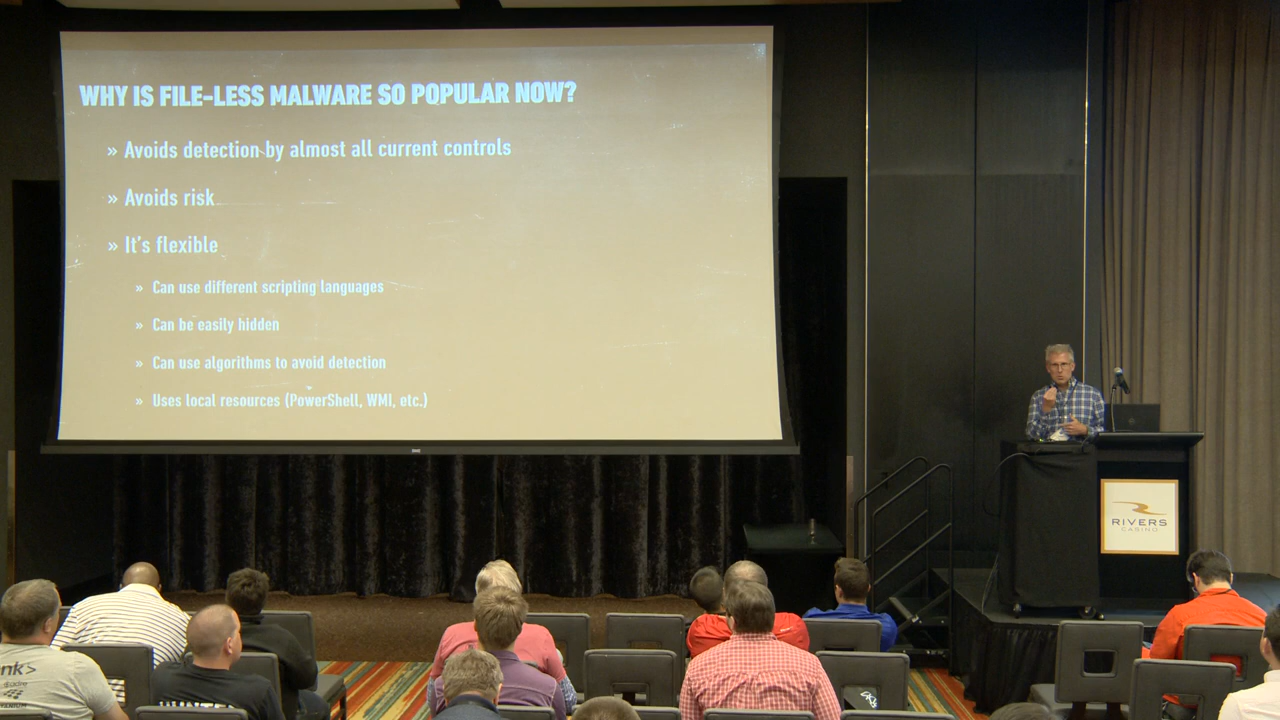 WHY IS FILE-LESS MALWARE SO POPULAR NOW?
» Avoids detection by almost all current controls
» Avoids risk
» It's flexible
» Can use different scripting languages
» Can be easily hidden
» Can use algorithms to avoid detection
» Uses local resources (PowerShell, WMI, etc.)
RIVERS
CASINO